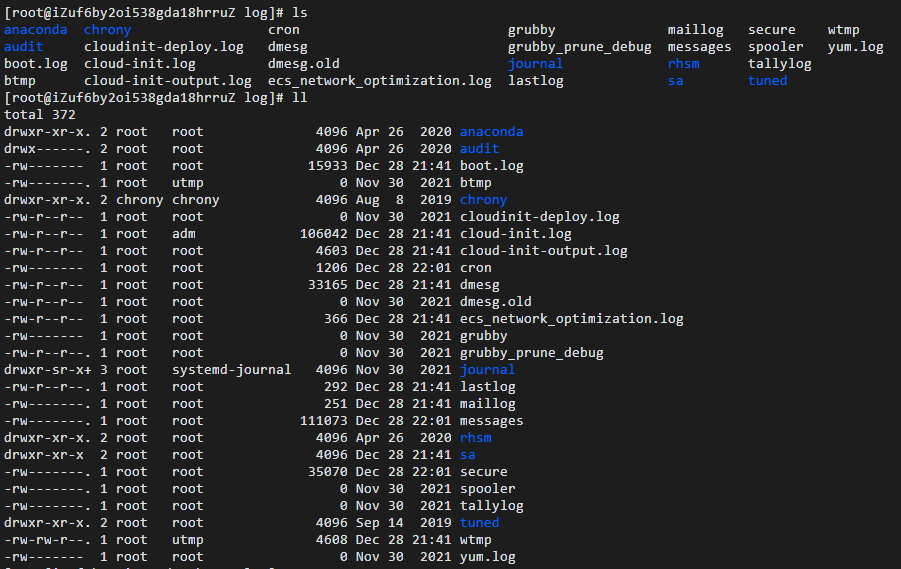 [root@iZuf6by2oi538gda18hrruZ log]# ls
anaconda  chrony                 cron                      grubby               maillog   secure    wtmp
audit     cloudinit-deploy.log   dmesg                     grubby_prune_debug   messages  spooler   yum.log
boot.log  cloud-init.log         dmesg.old                 journal              rhsm      tallylog
btmp      cloud-init-output.log  ecs_network_optimization.log  lastlog          sa        tuned
[root@iZuf6by2oi538gda18hrruZ log]# ll
total 372
drwxr-xr-x. 2 root   root              4096 Apr 26  2020 anaconda
drwx------. 2 root   root              4096 Apr 26  2020 audit
-rw-------  1 root   root             15933 Dec 28 21:41 boot.log
-rw-------. 1 root   utmp                 0 Nov 30  2021 btmp
drwxr-xr-x. 2 chrony chrony            4096 Aug  8  2019 chrony
-rw-r--r--  1 root   root                 0 Nov 30  2021 cloudinit-deploy.log
-rw-r--r--  1 root   adm             106042 Dec 28 21:41 cloud-init.log
-rw-r--r--  1 root   root              4603 Dec 28 21:41 cloud-init-output.log
-rw-------  1 root   root              1206 Dec 28 22:01 cron
-rw-r--r--  1 root   root             33165 Dec 28 21:41 dmesg
-rw-r--r--  1 root   root                 0 Nov 30  2021 dmesg.old
-rw-r--r--  1 root   root               366 Dec 28 21:41 ecs_network_optimization.log
-rw-------  1 root   root                 0 Nov 30  2021 grubby
-rw-r--r--. 1 root   root                 0 Nov 30  2021 grubby_prune_debug
drwxr-sr-x+ 3 root   systemd-journal   4096 Nov 30  2021 journal
-rw-r--r--. 1 root   root               292 Dec 28 21:41 lastlog
-rw-------. 1 root   root               251 Dec 28 21:41 maillog
-rw-------. 1 root   root            111073 Dec 28 22:01 messages
drwxr-xr-x. 2 root   root              4096 Apr 26  2020 rhsm
drwxr-xr-x  2 root   root              4096 Dec 28 21:41 sa
-rw-------. 1 root   root             35070 Dec 28 22:01 secure
-rw-------. 1 root   root                 0 Nov 30  2021 spooler
-rw-------. 1 root   root                 0 Nov 30  2021 tallylog
drwxr-xr-x. 2 root   root              4096 Sep 14  2019 tuned
-rw-rw-r--. 1 root   utmp              4608 Dec 28 21:41 wtmp
-rw-------  1 root   root                 0 Nov 30  2021 yum.log